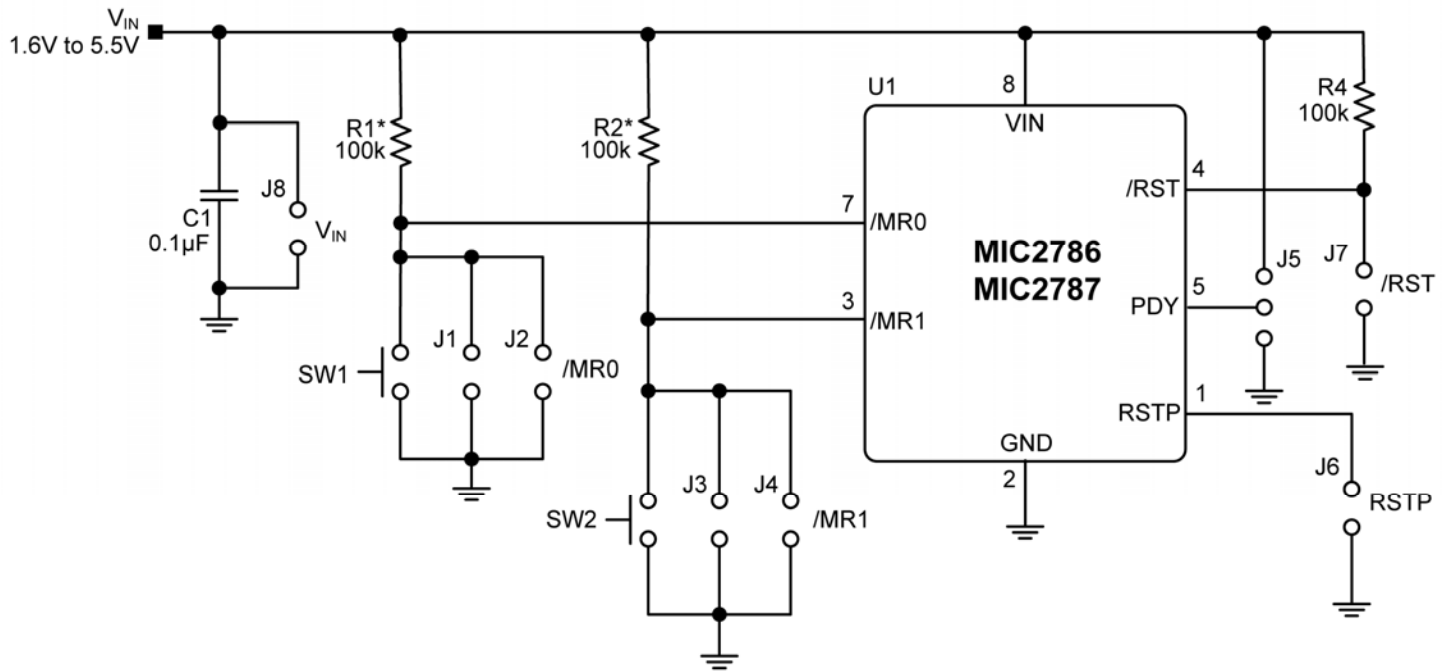 VIN
1.6V to 5.5V
U1
8
VIN
R4
100k
R1*
100k
R2*
100k
4
/RST
J8
C1
0.1µF
VIN
7
/MR0
MIC2786
MIC2787
J5
J7
/RST
5
PDY
3
/MR1
J1
J2
SW1
/MR0
1
RSTP
GND
2
J6
RSTP
J3
J4
SW2
/MR1